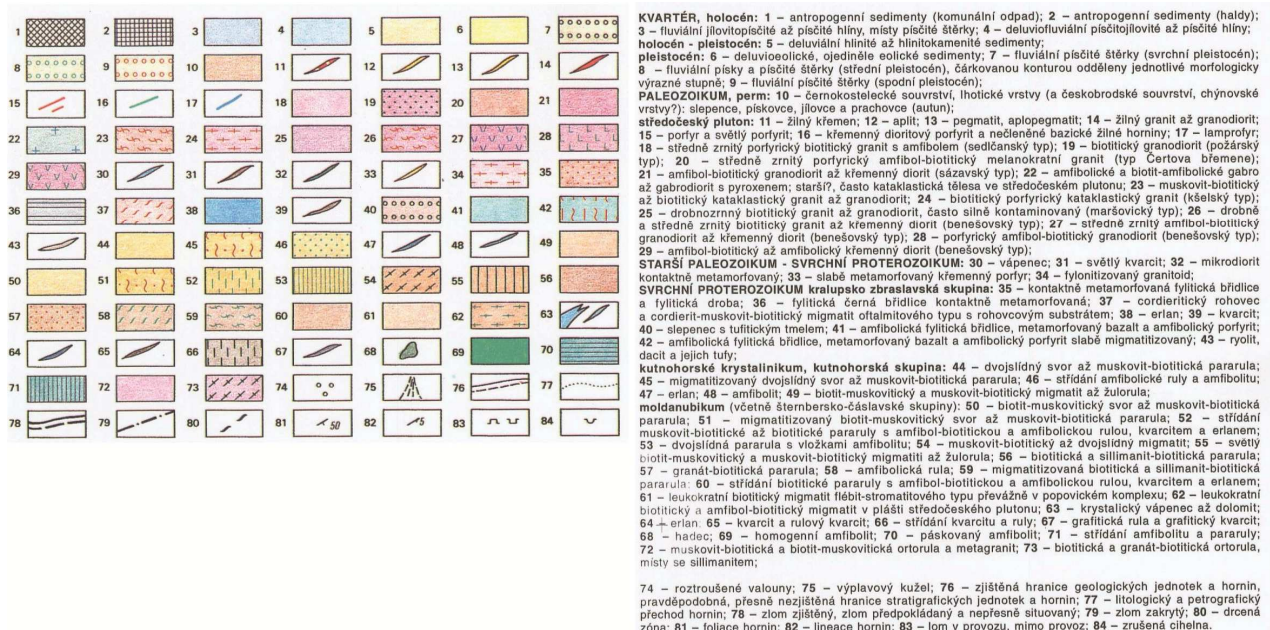 1 2 3 4 5 6 7
8 9 10 11 12 13 14
15 16 17 18 19 20 21
22 23 24 25 26 27 28
29 30 31 32 33 34 35
36 37 38 39 40 41 42
43 44 45 46 47 48 49
50 51 52 53 54 55 56
57 58 59 60 61 62 63
64 65 66 67 68 69 70
71 72 73 74 75 76 77
78 79 80 81 50 82 5 83 84
KVARTÉR, holocén: 1 – antropogenní sedimenty (komunální odpad); 2 – antropogenní sedimenty (haldy);
3 – fluviální jílovitopísčité až písčité hlíny, místy písčité štěrky; 4 – deluviofluviální písčitojílovité až písčité hlíny;
holocén - pleistocén: 5 – deluviální hlinité až hlinitokamenité sedimenty;
pleistocén: 6 – deluvioeolické, ojediněle eolické sedimenty; 7 – fluviální písčité štěrky (svrchní pleistocén);
8 – fluviální písky a písčité štěrky (střední pleistocén), čárkovanou konturou odděleny jednotlivé morfologicky
výrazné stupně; 9 – fluviální písčité štěrky (spodní pleistocén);
PALEOZOIKUM, perm: 10 – černokostelecké souvrství, lhotické vrstvy (a českobrodské souvrství, chýnovské
vrstvy?): slepence, pískovce, jílovce a prachovce (autun);
středočeský pluton: 11 – žilný křemen; 12 – aplit; 13 – pegmatit, aplopegmatit; 14 – žilný granit až granodiorit;
15 – porfyr a světlý porfyrit; 16 – křemenný dioritový porfyrit a nečleněné bazické žilné horniny; 17 – lamprofyr;
18 – středně zrnitý porfyrický biotitický granit s amfibolem (sedlčanský typ); 19 – biotitický granodiorit (požárský
typ); 20 – středně zrnitý porfyrický amfibol-biotitický melanokratní granit (typ Čertova břemene);
21 – amfibol-biotitický granodiorit až křemenný diorit (sázavský typ); 22 – amfibolické a biotit-amfibolické gabro
až gabrodiorit s pyroxenem; starší?, často kataklastická tělesa ve středočeském plutonu; 23 – muskovit-biotitický
až biotitický kataklastický granit až granodiorit; 24 – biotitický porfyrický kataklastický granit (kšelský typ);
25 – drobnozrnný biotitický granit až granodiorit, často silně kontaminovaný (maršovický typ); 26 – drobně
a středně zrnitý biotitický granit až křemenný diorit (benešovský typ); 27 – středně zrnitý amfibol-biotitický
granodiorit až křemenný diorit (benešovský typ); 28 – porfyrický amfibol-biotitický granodiorit (benešovský typ);
29 – amfibol-biotitický až amfibolický křemenný diorit (benešovský typ);
STARŠÍ PALEOZOIKUM - SVRCHNÍ PROTEROZOIKUM: 30 – vápenec; 31 – světlý kvarcit; 32 – mikrodiorit
kontaktně metamorfovaný; 33 – slabě metamorfovaný křemenný porfyr; 34 – fylonitizovaný granitoid;
SVRCHNÍ PROTEROZOIKUM kralupsko zbraslavská skupina: 35 – kontaktně metamorfovaná fylitická břidlice
a fylitická droba; 36 – fylitická černá břidlice kontaktně metamorfovaná; 37 – cordieritický rohovec
a cordierit-muskovit-biotitický migmatit oftalmitového typu s rohovcovým substrátem; 38 – erlan; 39 – kvarcit;
40 – slepenec s tufitickým tmelem; 41 – amfibolická fylitická břidlice, metamorfovaný bazalt a amfibolický porfyrit;
42 – amfibolická fylitická břidlice, metamorfovaný bazalt a amfibolický porfyrit slabě migmatitizovaný; 43 – ryolit,
dacit a jejich tufy;
kutnohorské krystalinikum, kutnohorská skupina: 44 – dvojslídný svor až muskovit-biotitická pararula;
45 – migmatitizovaný dvojslídný svor až muskovit-biotitická pararula; 46 – střídání amfibolické ruly a amfibolitu;
47 – erlan; 48 – amfibolit; 49 – biotit-muskovitický a muskovit-biotitický migmatit až žulorula;
moldanubikum (včetně šternbersko-čáslavské skupiny): 50 – biotit-muskovitický svor až muskovit-biotitická
pararula; 51 – migmatitizovaný biotit-muskovitický svor až muskovit-biotitická pararula; 52 – střídání
muskovit-biotitické až biotitické pararuly s amfibol-biotitickou a amfibolickou rulou, kvarcitem a erlanem;
53 – dvojslídná pararula s vložkami amfibolitu; 54 – muskovit-biotitický až dvojslídný migmatit; 55 – světlý
biotit-muskovitický a muskovit-biotitický migmatiti až žulorula; 56 – biotitická a sillimanit-biotitická pararula;
57 – granát-biotitická pararula; 58 – amfibolická rula; 59 – migmatitizovaná biotitická a sillimanit-biotitická
pararula; 60 – střídání biotitické pararuly s amfibol-biotitickou a amfibolickou rulou, kvarcitem a erlanem;
61 – leukokratní biotitický migmatit flébit-stromatitového typu převážně v popovickém komplexu; 62 – leukokratní
biotitický a amfibol-biotitický migmatit v plášti středočeského plutonu; 63 – krystalický vápenec až dolomit;
64 – erlan; 65 – kvarcit a rulový kvarcit; 66 – střídání kvarcitu a ruly; 67 – grafitická rula a grafitický kvarcit;
68 – hadec; 69 – homogenní amfibolit; 70 – páskovaný amfibolit; 71 – střídání amfibolitu a pararuly;
72 – muskovit-biotitická a biotit-muskovitická ortorula a metagranit; 73 – biotitická a granát-biotitická ortorula,
místy se sillimanitem;
74 – roztroušené valouny; 75 – výplavový kužel; 76 – zjištěná hranice geologických jednotek a hornin,
pravděpodobná, přesně nezjištěná hranice stratigrafických jednotek a hornin; 77 – litologický a petrografický
přechod hornin; 78 – zlom zjištěný, zlom předpokládaný a nepřesně situovaný; 79 – zlom zakrytý; 80 – drcená
zóna; 81 – foliace hornin; 82 – lineace hornin; 83 – lom v provozu, mimo provoz; 84 – zrušená cihelna.